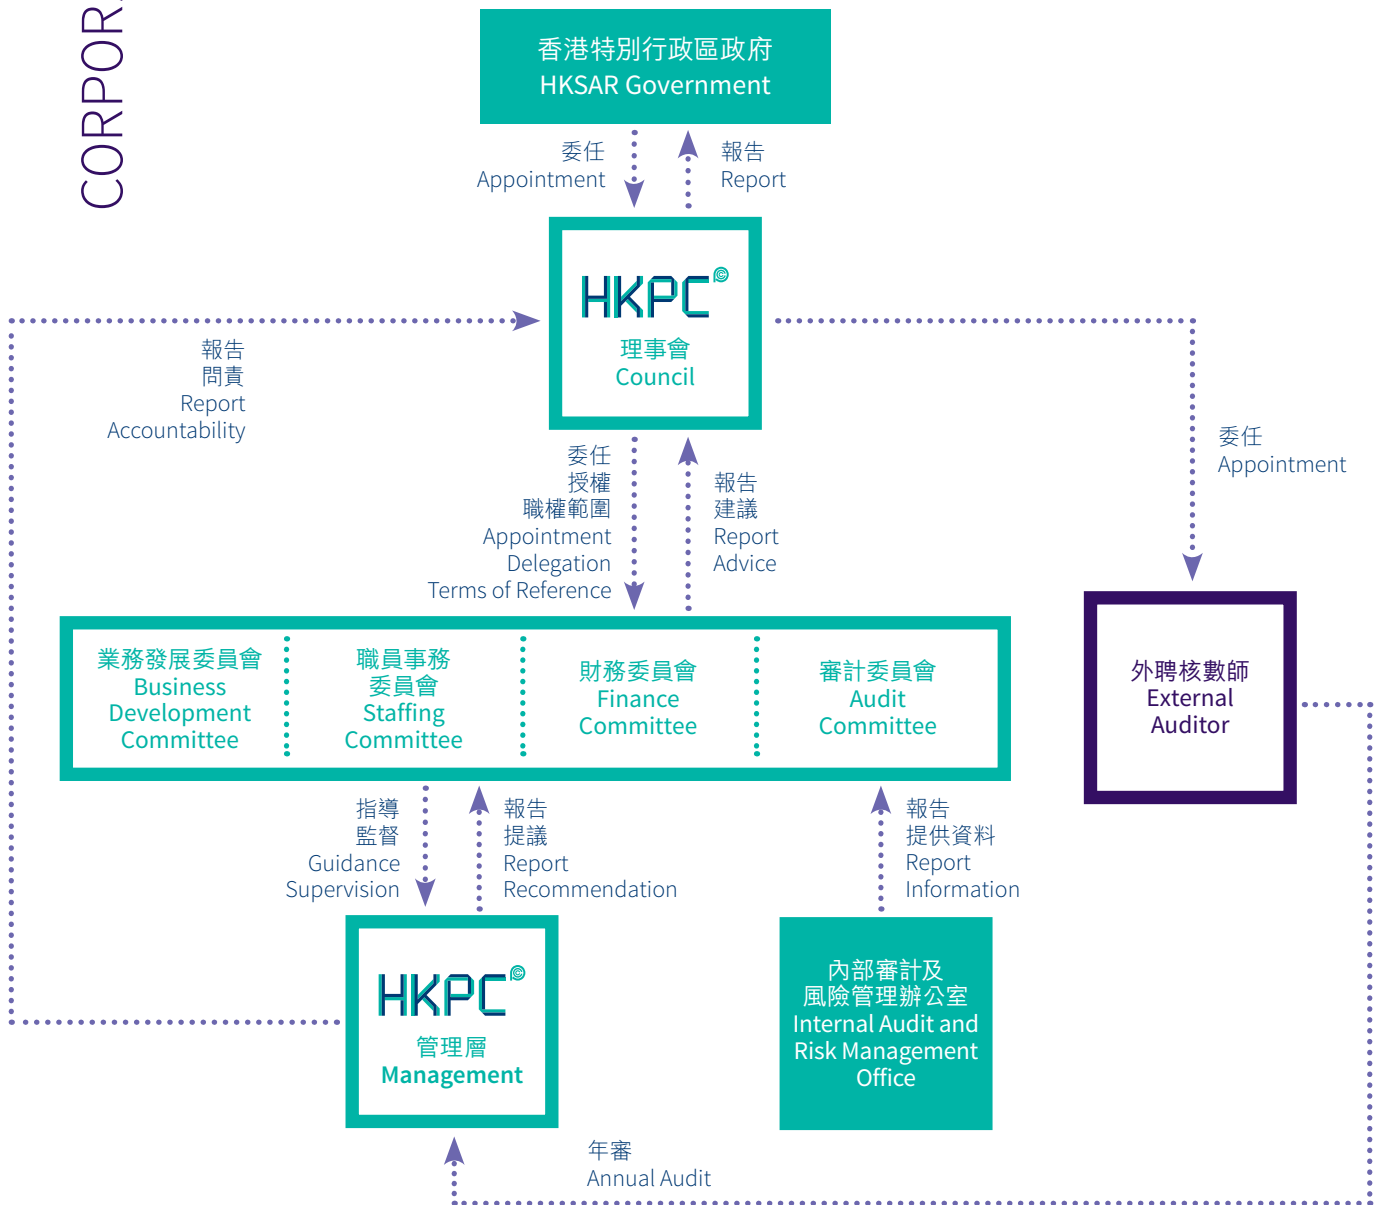 CORPOR
香港特別行政區政府
HKSAR Government
委任
Appointment
報告
Report
HKPC
理事會
Council
報告
問責
Report
Accountability
委任
Appointment
委任
授權
職權範圍
Appointment
Delegation
Terms of Reference
報告
建議
Report
Advice
業務發展委員會
Business
Development
Committee
職員事務
委員會
Staffing
Committee
財務委員會
Finance
Committee
審計委員會
Audit
Committee
外聘核數師
External
Auditor
指導
監督
Guidance
Supervision
報告
提議
Report
Recommendation
報告
提供資料
Report
Information
HKPC
管理層
Management
內部審計及
風險管理辦公室
Internal Audit and
Risk Management
Office
年審
Annual Audit